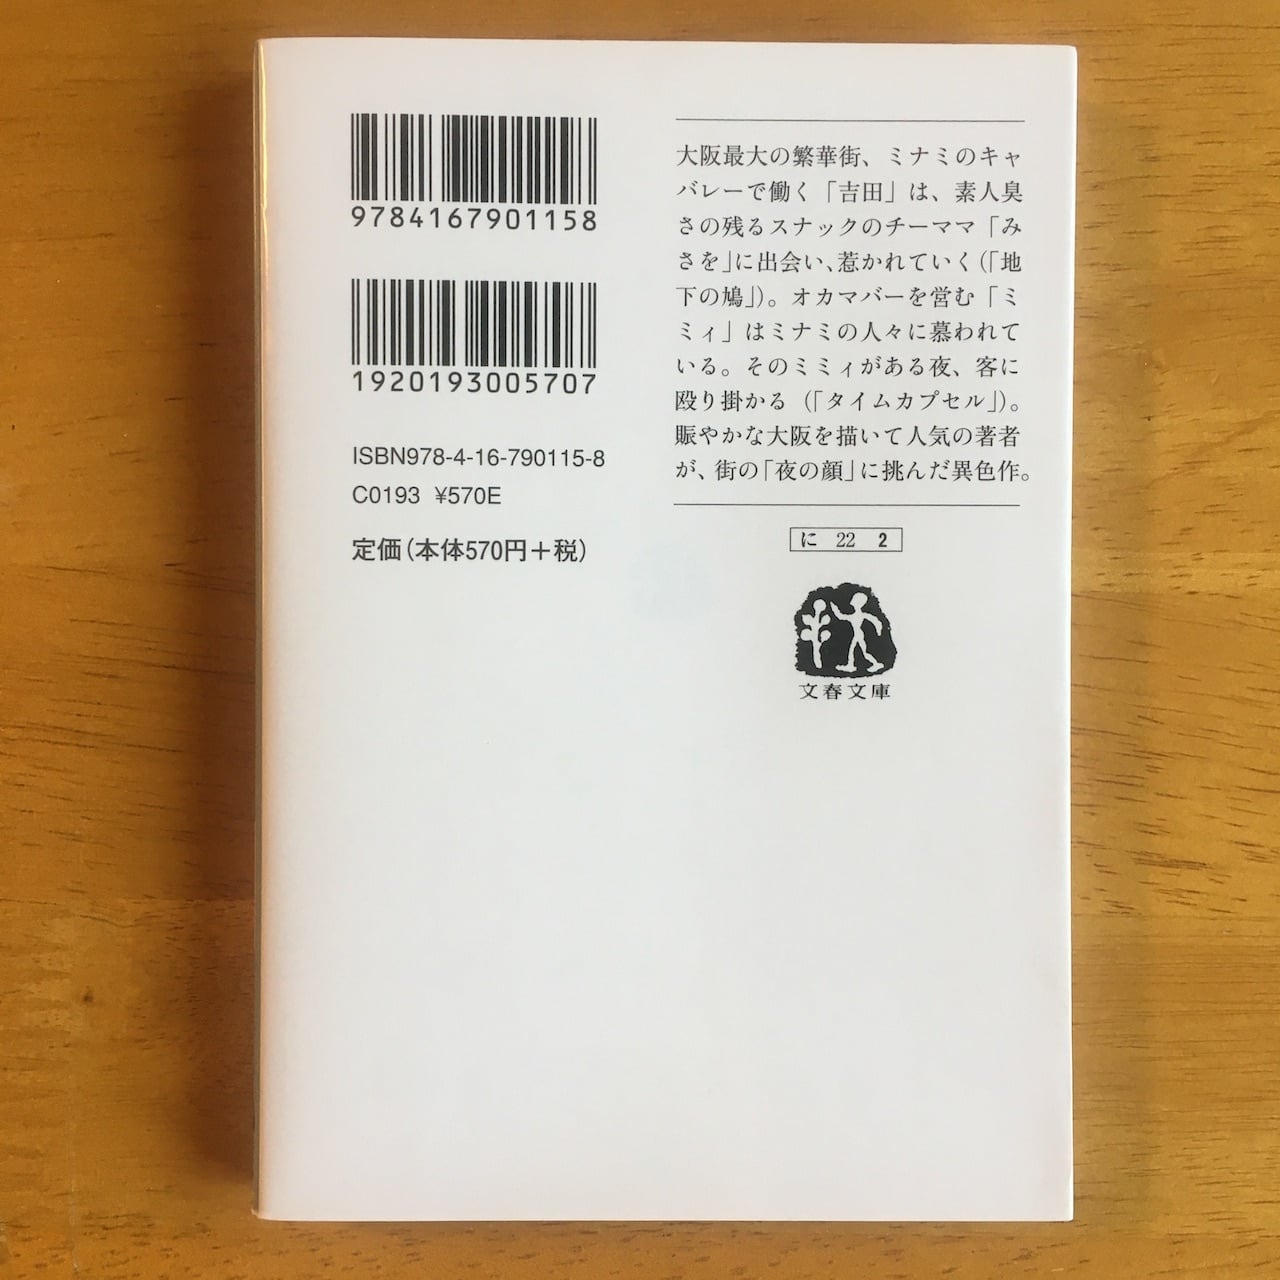 9784167901158
1920193005707
ISBN978-4-16-790115-8
C0193 ¥570E
定価(本体570円+税)
大阪最大の繁華街、ミナミのキャ
バレーで働く「吉田」は、素人臭
さの残るスナックのチーママ「み
さを」に出会い、惹かれていく(「地
下の鳩」)。オカマバーを営む「ミ
ミィ」はミナミの人々に慕われて
いる。そのミミィがある夜、客に
殴り掛かる(「タイムカプセル」)。
賑やかな大阪を描いて人気の著者
が、街の「夜の顔」に挑んだ異色作。
に 22 2
文春文庫